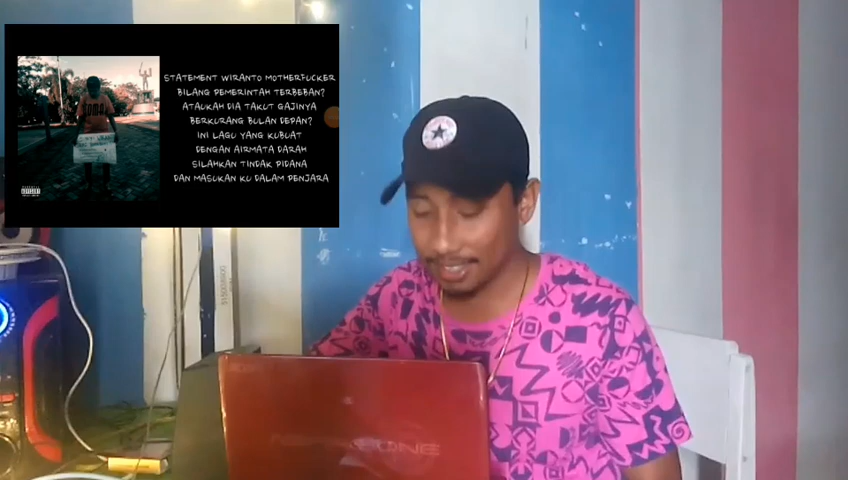 STATEMENT WIRANTO MOTHERFUCKER
BILANG PEMERINTAH TERBEBAN?
ATAUKAH DIA TAKUT GAJINYA
BERKURANG BULAN DEPAN?
INI LAGU YANG KUBUAT
DENGAN AIRMATA DARAH
SILAHKAN TINDAK PIDANA
DAN MASUKAN KU DALAM PENJARA